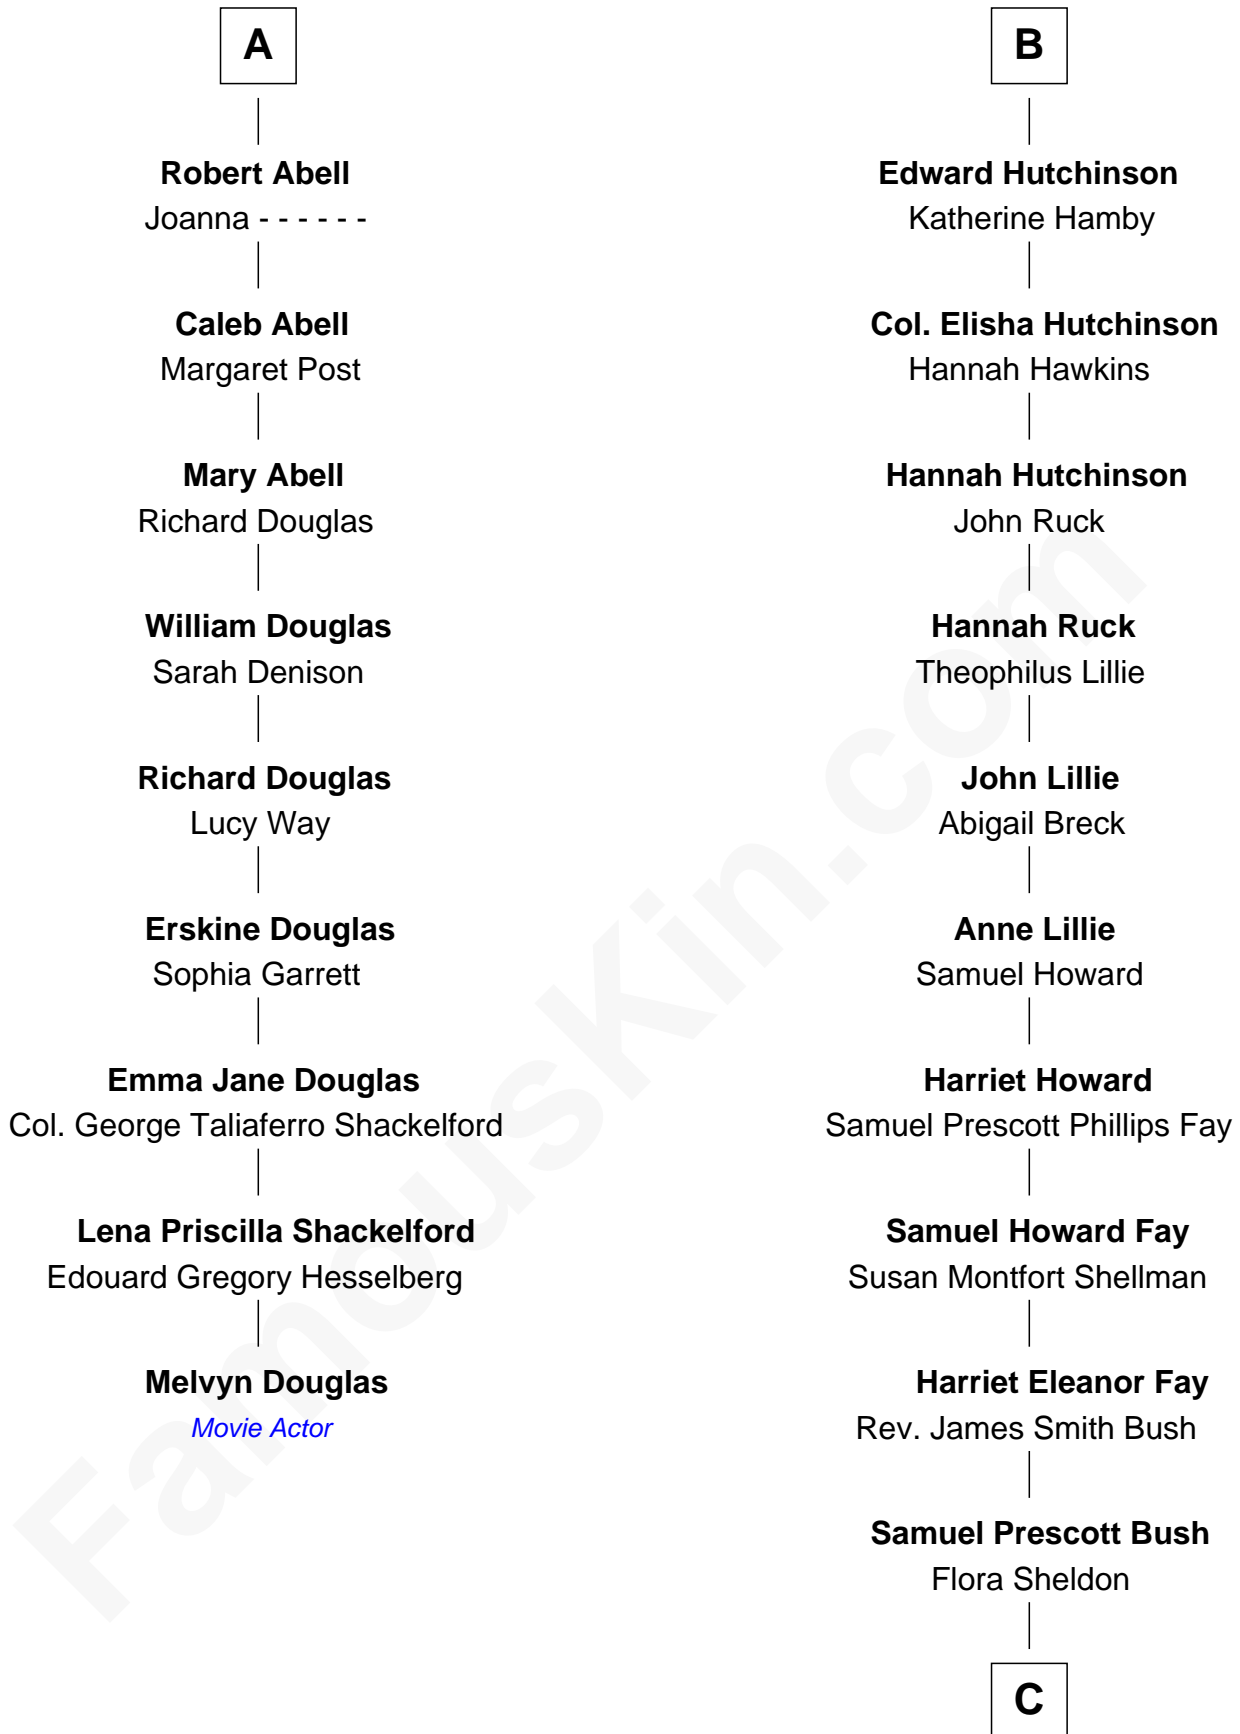 A
Robert Abell
Joanna - - - - - -
Caleb Abell
Margaret Post
Mary Abell
Richard Douglas
William Douglas
Sarah Denison
Richard Douglas
Lucy Way
Erskine Douglas
Sophia Garrett
Emma Jane Douglas
Col. George Taliaferro Shackelford
Lena Priscilla Shackelford
Edouard Gregory Hesselberg
Melvyn Douglas
Movie Actor
B
Edward Hutchinson
Katherine Hamby
Col. Elisha Hutchinson
Hannah Hawkins
Hannah Hutchinson
John Ruck
Hannah Ruck
Theophilus Lillie
John Lillie
Abigail Breck
Anne Lillie
Samuel Howard
Harriet Howard
Samuel Prescott Phillips Fay
Samuel Howard Fay
Susan Montfort Shellman
Harriet Eleanor Fay
Rev. James Smith Bush
Samuel Prescott Bush
Flora Sheldon
C
FamousKin.com